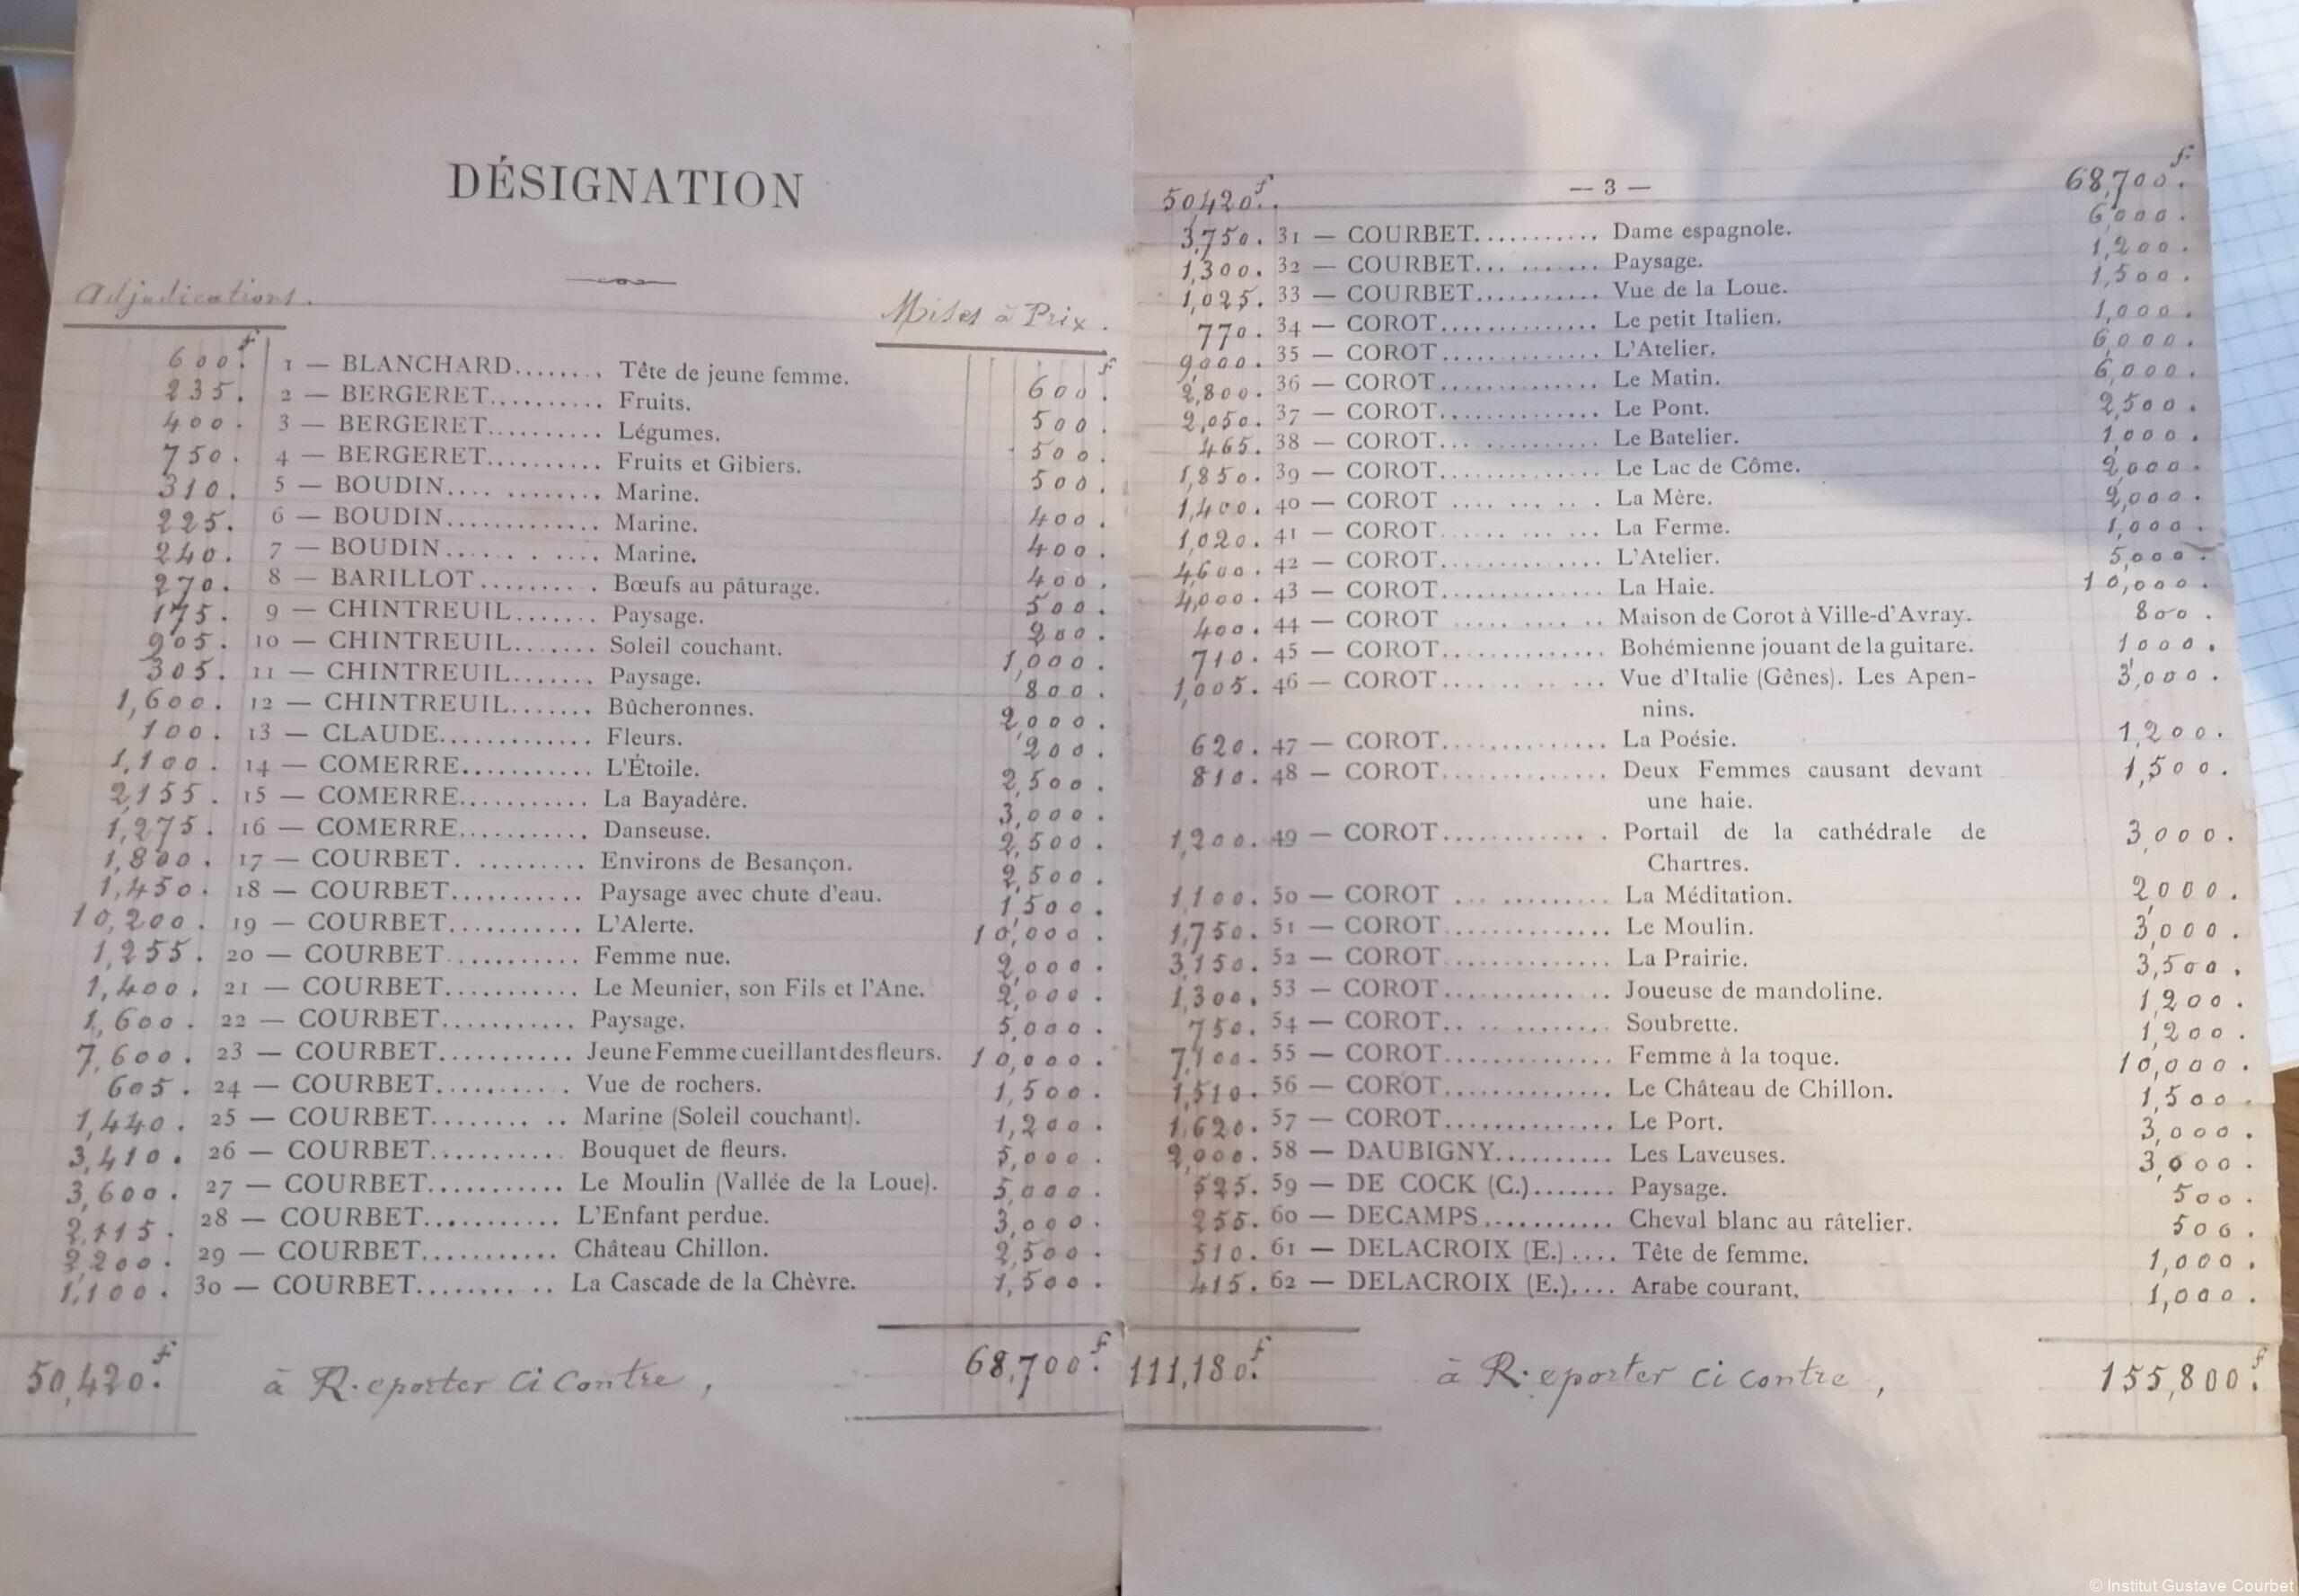 DÉSIGNATION
Adjudications.
Mises à Prix.
600.f 1 — BLANCHARD........ Tête de jeune femme. 600.f
235. 2 — BERGERET.......... Fruits. 500.
400. 3 — BERGERET.......... Légumes. 500.
750. 4 — BERGERET.......... Fruits et Gibiers. 500.
310. 5 — BOUDIN.... ........ Marine. 400.
225. 6 — BOUDIN............. Marine. 400.
240. 7 — BOUDIN...... . .... Marine. 400.
270. 8 — BARILLOT.......... Bœufs au pâturage. 500.
175. 9 — CHINTREUIL....... Paysage. 200.
905. 10 — CHINTREUIL....... Soleil couchant. 1,000.
305. 11 — CHINTREUIL....... Paysage. 800.
1,600. 12 — CHINTREUIL....... Bûcheronnes. 2,000.
100. 13 — CLAUDE............. Fleurs. 200.
1,100. 14 — COMERRE........... L'Étoile. 2,500.
2,155. 15 — COMERRE........... La Bayadère. 3,000.
1,275. 16 — COMERRE........... Danseuse. 2,500.
1,800. 17 — COURBET. ......... Environs de Besançon. 2,500.
1,450. 18 — COURBET........... Paysage avec chute d'eau. 1,500.
10,200. 19 — COURBET........... L'Alerte. 10,000.
1,255. 20 — COURBET........... Femme nue. 2,000.
1,400. 21 — COURBET........... Le Meunier, son Fils et l'Ane. 2,000.
1,600. 22 — COURBET........... Paysage. 5,000.
7,600. 23 — COURBET........... Jeune Femme cueillant des fleurs. 10,000.
605. 24 — COURBET........... Vue de rochers. 1,500.
1,440. 25 — COURBET........ .. Marine (Soleil couchant). 1,200.
3,410. 26 — COURBET........... Bouquet de fleurs. 5,000.
3,600. 27 — COURBET........... Le Moulin (Vallée de la Loue). 5,000.
2,115. 28 — COURBET........... L'Enfant perdue. 3,000.
2,200. 29 — COURBET........... Château Chillon. 2,500.
1,100. 30 — COURBET......... .. La Cascade de la Chèvre. 1,500.
50,420.f à Reporter ci contre, 68,700.f
50,420.f — 3 — 68,700.f
3,750. 31 — COURBET........... Dame espagnole. 6,000.
1,300. 32 — COURBET... ....... Paysage. 1,200.
1,025. 33 — COURBET........... Vue de la Loue. 1,500.
770. 34 — COROT.............. Le petit Italien. 1,000.
9,000. 35 — COROT.............. L'Atelier. 6,000.
2,800. 36 — COROT.............. Le Matin. 6,000.
2,050. 37 — COROT.............. Le Pont. 2,500.
465. 38 — COROT... .......... Le Batelier. 1,000.
1,850. 39 — COROT.............. Le Lac de Côme. 2,000.
1,400. 40 — COROT .... ... .. . La Mère. 2,000.
1,020. 41 — COROT...... ... ... La Ferme. 1,000.
4,600. 42 — COROT.............. L'Atelier. 5,000.
4,000. 43 — COROT.............. La Haie. 10,000.
400. 44 — COROT ..... .... .. Maison de Corot à Ville-d'Avray. 800.
710. 45 — COROT.............. Bohémienne jouant de la guitare. 1000.
1,005. 46 — COROT.... .. .. ... Vue d'Italie (Gênes). Les Apen- 3,000.
nins.
620. 47 — COROT.............. La Poésie. 1,200.
810. 48 — COROT.............. Deux Femmes causant devant 1,500.
une haie.
1,200. 49 — COROT............ . Portail de la cathédrale de 3,000.
Chartres.
1,100. 50 — COROT ... ......... La Méditation. 2,000.
1,750. 51 — COROT.............. Le Moulin. 3,000.
3,150. 52 — COROT.............. La Prairie. 3,500.
1,300. 53 — COROT.............. Joueuse de mandoline. 1,200.
750. 54 — COROT.. ........... Soubrette. 1,200.
7,100. 55 — COROT.............. Femme à la toque. 10,000.
1,510. 56 — COROT.............. Le Château de Chillon. 1,500.
1,620. 57 — COROT.............. Le Port. 3,000.
2,000. 58 — DAUBIGNY.......... Les Laveuses. 3,000.
525. 59 — DE COCK (C.)....... Paysage. 500.
255. 60 — DECAMPS........... Cheval blanc au râtelier. 500.
510. 61 — DELACROIX (E.).... Tête de femme. 1,000.
415. 62 — DELACROIX (E.).... Arabe courant. 1,000.
111,180.f à Reporter ci contre, 155,800.f
© Institut Gustave Courbet